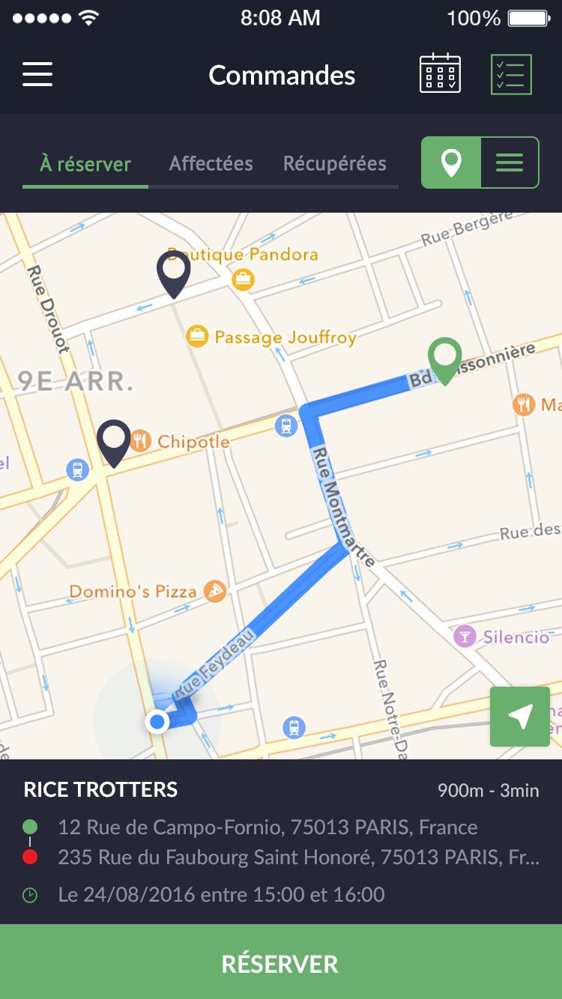 8:08 AM 100%
Commandes
À réserver Affectées Récupérées
Rue Bergère
Boutique Pandora
Rue Drouot
Passage Jouffroy
9E ARR.
Bd
issonnière
Ma
Chipotle
el
Rue Montmartre
Rue des
Domino's Pizza
Silencio
Rue Feydeau
Rue Notre-Da
de
RICE TROTTERS 900m - 3min
12 Rue de Campo-Fornio, 75013 PARIS, France
235 Rue du Faubourg Saint Honoré, 75013 PARIS, Fr...
Le 24/08/2016 entre 15:00 et 16:00
RÉSERVER